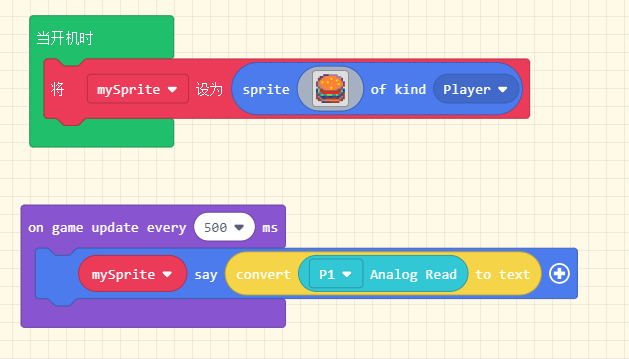 当开机时
将 mySprite 设为 sprite of kind Player
on game update every 500 ms
mySprite say convert P1 Analog Read to text